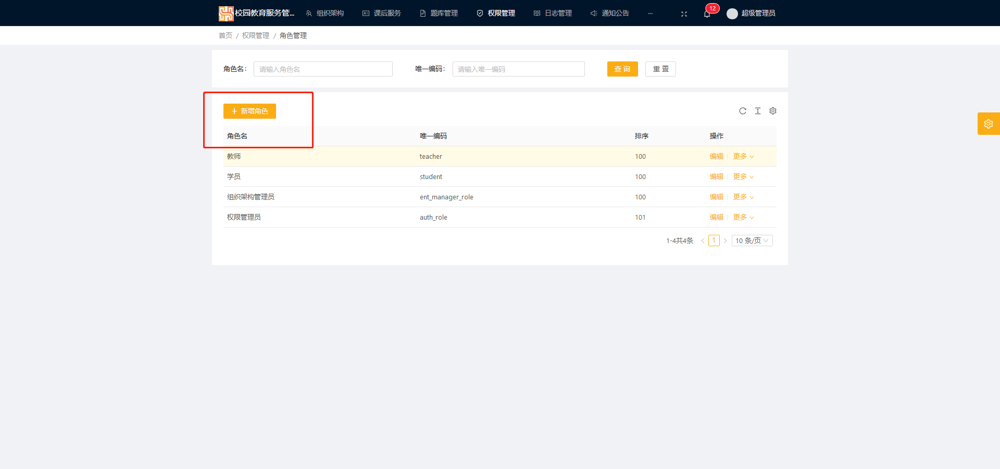 校园教育服务管... 组织架构 课后服务 题库管理 权限管理 日志管理 通知公告 ... 12 超级管理员
首页 / 权限管理 / 角色管理
角色名: 请输入角色名 唯一编码: 请输入唯一编码 查 询 重 置
+ 新增角色
角色名 唯一编码 排序 操作
教师 teacher 100 编辑 更多
学员 student 100 编辑 更多
组织架构管理员 ent_manager_role 100 编辑 更多
权限管理员 auth_role 101 编辑 更多
1-4共4条 < 1 > 10 条/页